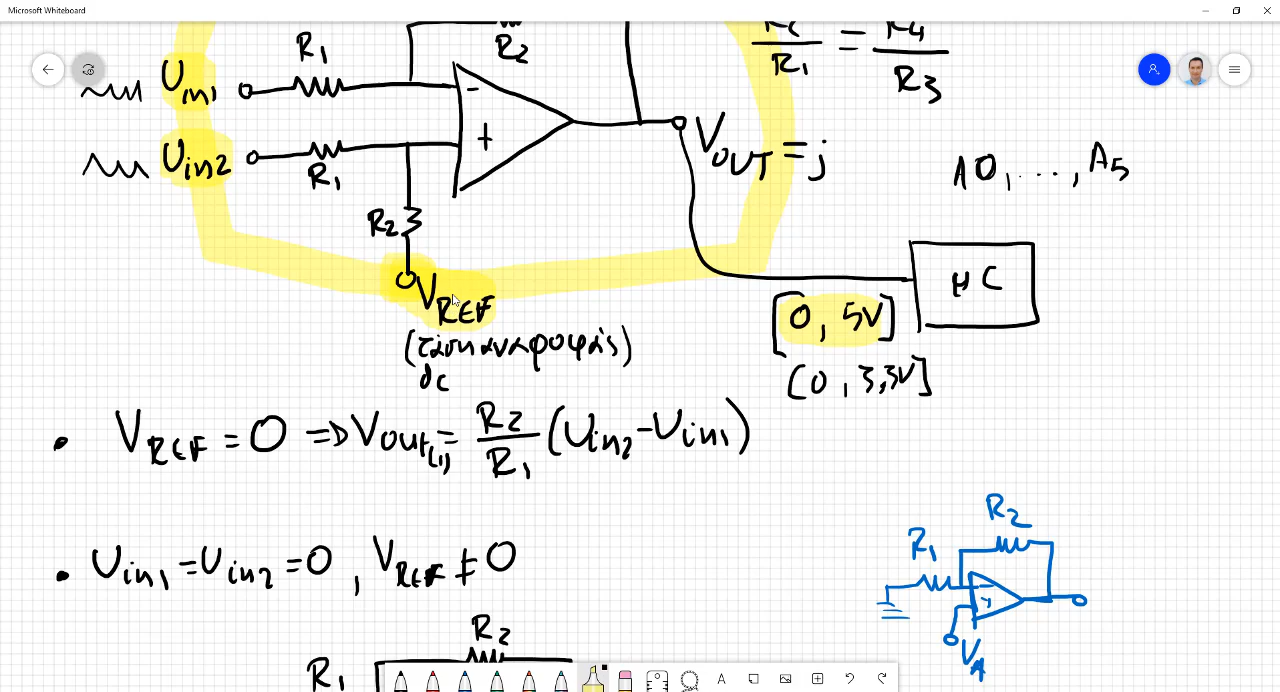 Microsoft Whiteboard
R2
R1
R2/R1 = R4/R3
Uin1
-
Uin2
+
VOUT = j
A0, ..., A5
R1
R2
μC
VREF
[0, 5V]
(τάση αναφοράς)
[0, 3,3V]
dc
• VREF = 0 => VOUT(1) = R2/R1 (Uin2 - Uin1)
R2
R1
• Uin1 = Uin2 = 0, VREF ≠ 0
-
+
VA
R2
R1
A